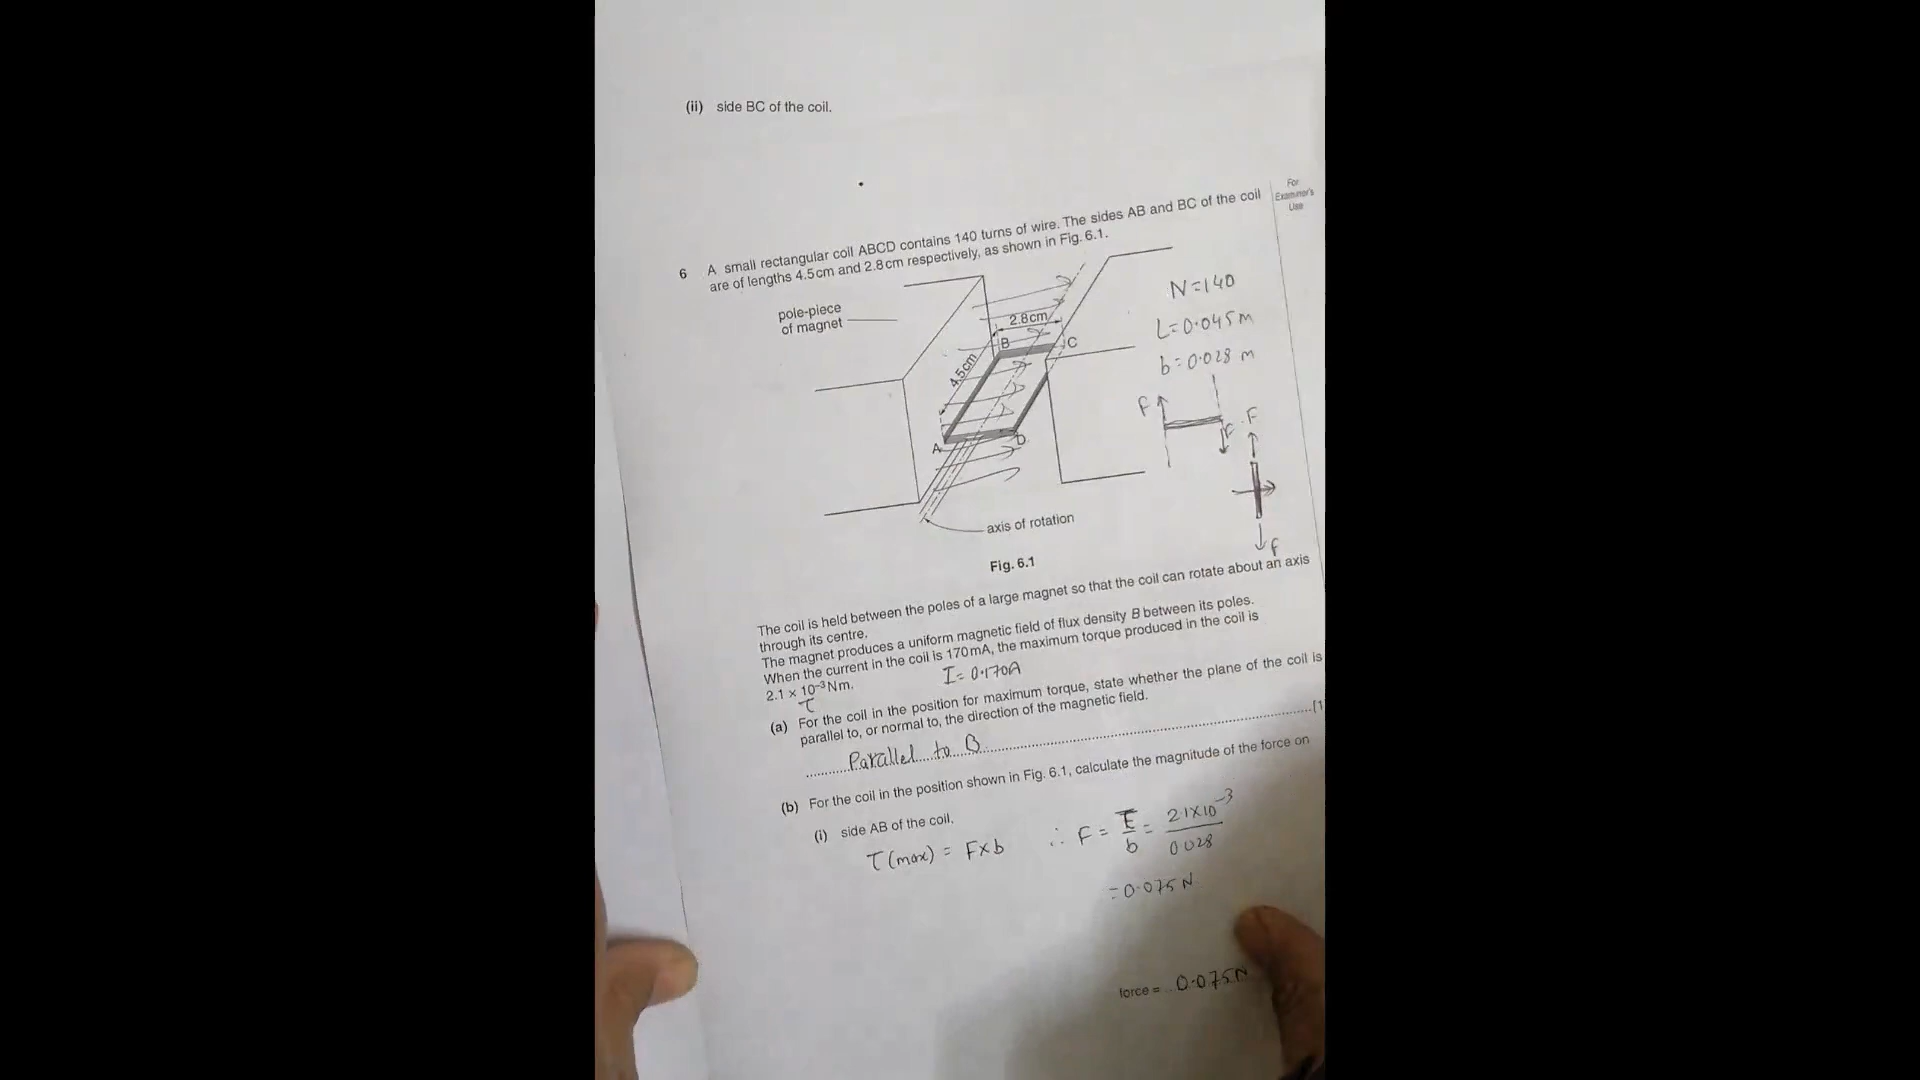 (ii) side BC of the coil.
For
Examiner's
Use
6 A small rectangular coil ABCD contains 140 turns of wire. The sides AB and BC of the coil
are of lengths 4.5cm and 2.8cm respectively, as shown in Fig. 6.1.
pole-piece
of magnet
2.8cm
B
C
4.5cm
A
D
axis of rotation
N=140
L=0.045m
b=0.028 m
F
F
F
F
Fig. 6.1
The coil is held between the poles of a large magnet so that the coil can rotate about an axis
through its centre.
The magnet produces a uniform magnetic field of flux density B between its poles.
When the current in the coil is 170mA, the maximum torque produced in the coil is
2.1 × 10⁻³Nm.
I= 0.170A
τ
(a) For the coil in the position for maximum torque, state whether the plane of the coil is
parallel to, or normal to, the direction of the magnetic field.
Parallel to B [1
(b) For the coil in the position shown in Fig. 6.1, calculate the magnitude of the force on
(i) side AB of the coil,
τ(max) = F×b ∴ F = τ/b = 2.1×10⁻³/0.028
=0.075 N
force = 0.075N